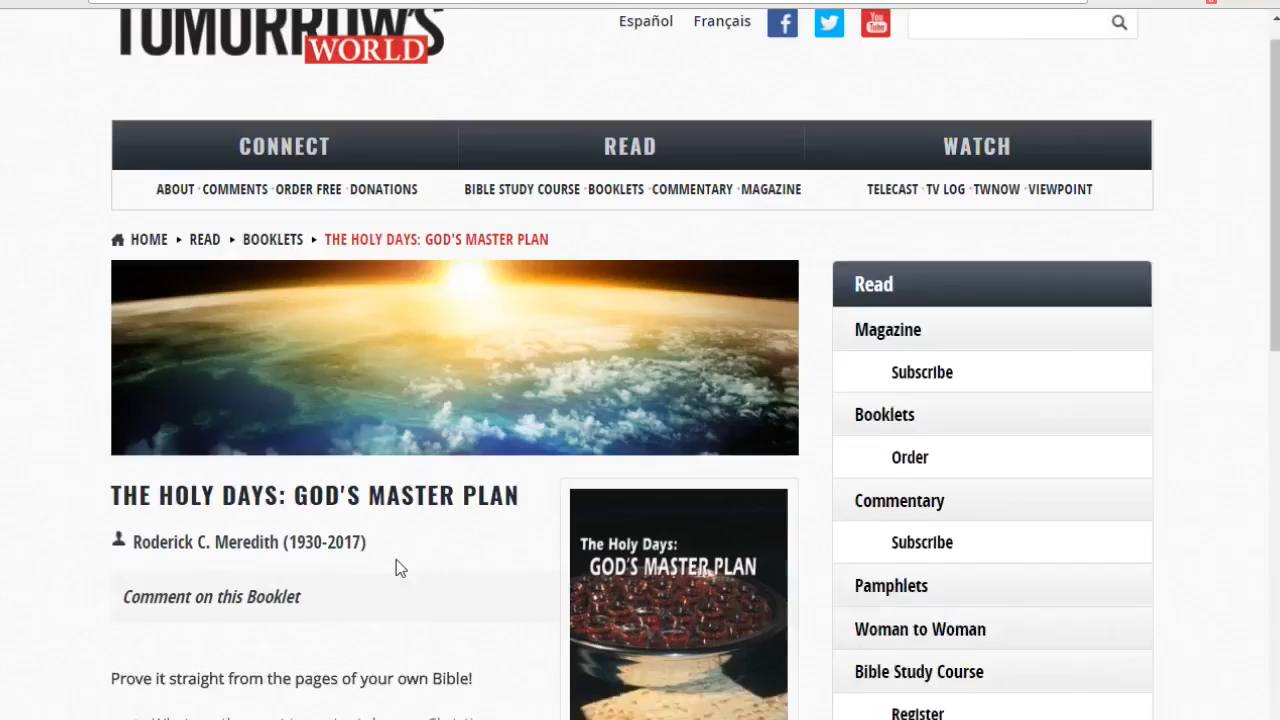 TOMORROW'S
WORLD
Español Français
You
Tube
CONNECT READ WATCH
ABOUT · COMMENTS · ORDER FREE · DONATIONS BIBLE STUDY COURSE · BOOKLETS · COMMENTARY · MAGAZINE TELECAST · TV LOG · TWNOW · VIEWPOINT
HOME ▸ READ ▸ BOOKLETS ▸ THE HOLY DAYS: GOD'S MASTER PLAN
THE HOLY DAYS: GOD'S MASTER PLAN
Roderick C. Meredith (1930-2017)
Comment on this Booklet
Prove it straight from the pages of your own Bible!
The Holy Days:
GOD'S MASTER PLAN
Read
Magazine
Subscribe
Booklets
Order
Commentary
Subscribe
Pamphlets
Woman to Woman
Bible Study Course
Register